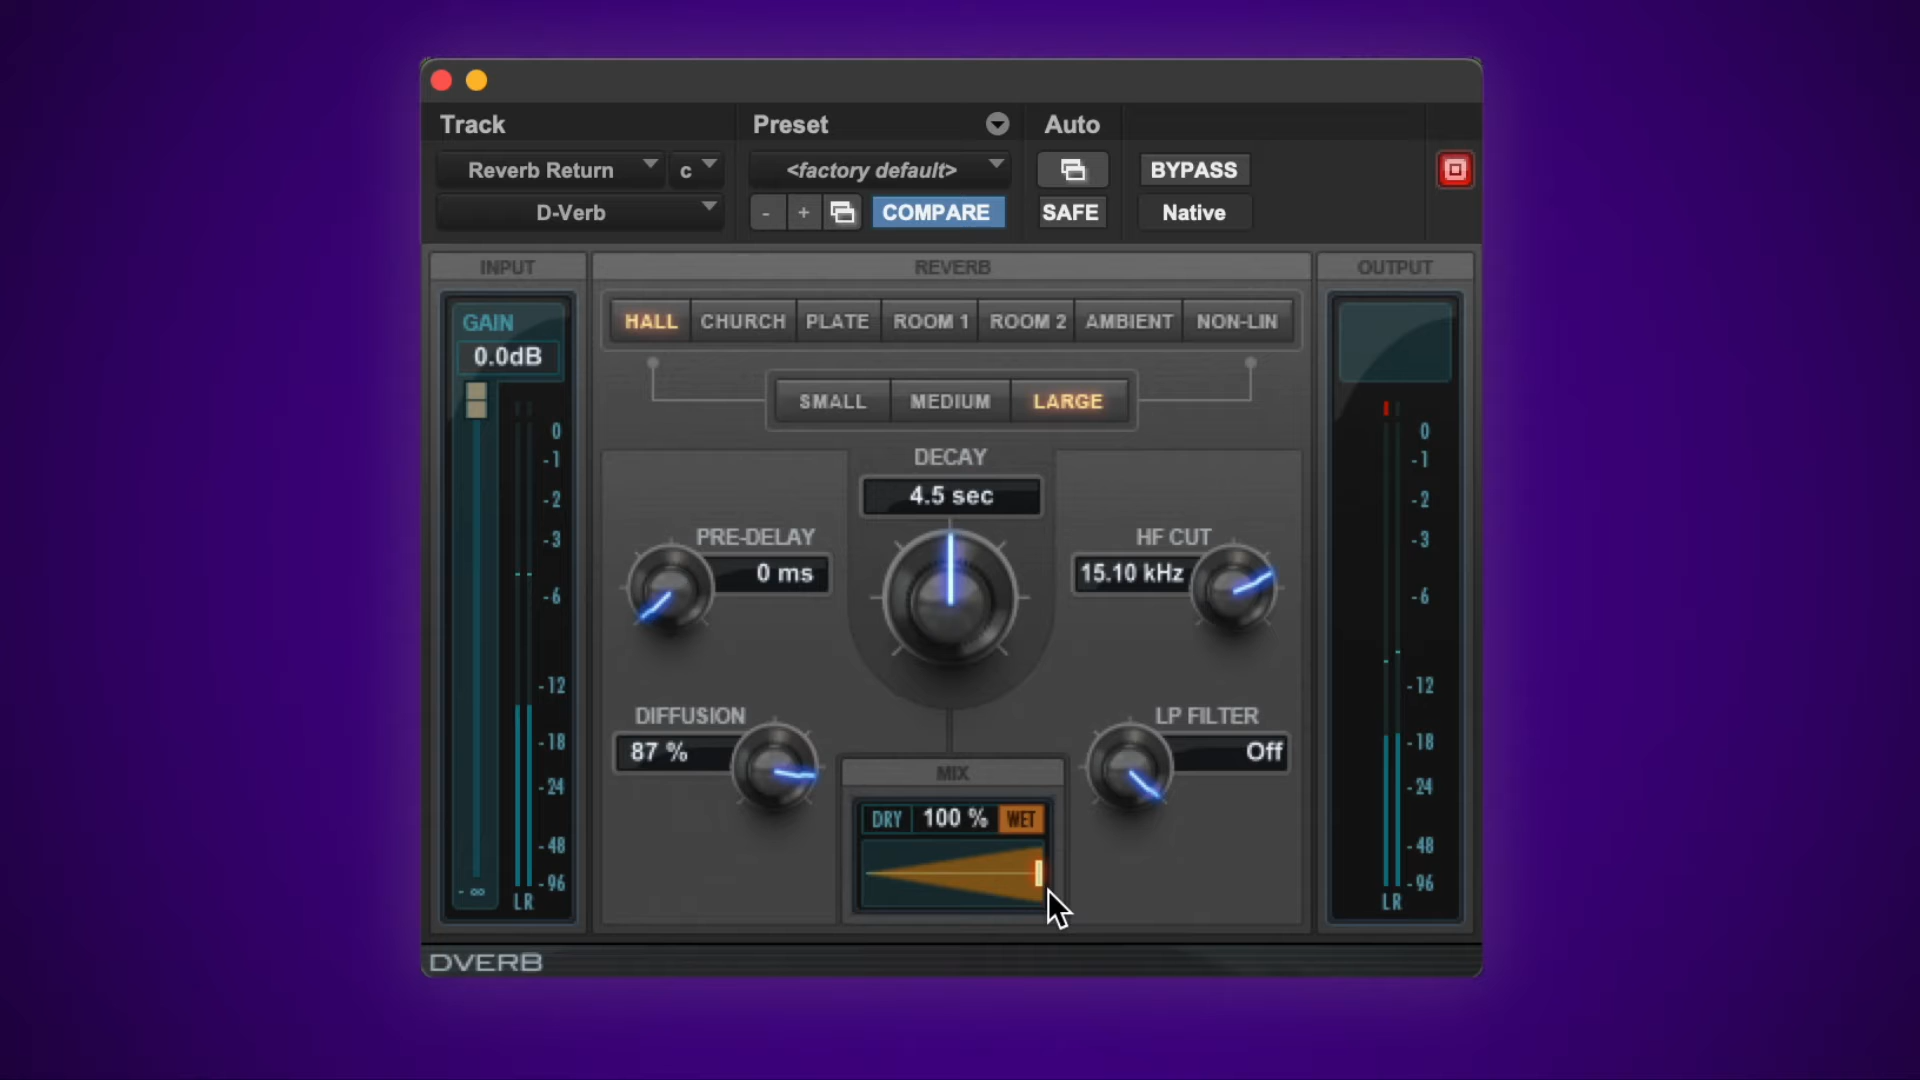 Track
Preset
Auto
Reverb Return
c
<factory default>
BYPASS
D-Verb
-
+
COMPARE
SAFE
Native
INPUT
REVERB
OUTPUT
GAIN
0.0dB
HALL
CHURCH
PLATE
ROOM 1
ROOM 2
AMBIENT
NON-LIN
SMALL
MEDIUM
LARGE
DECAY
4.5 sec
PRE-DELAY
0 ms
HF CUT
15.10 kHz
DIFFUSION
87 %
LP FILTER
Off
MIX
DRY
100 %
WET
0
-1
-2
-3
-6
-12
-18
-24
-48
-96
- ∞
LR
0
-1
-2
-3
-6
-12
-18
-24
-48
-96
LR
DVERB